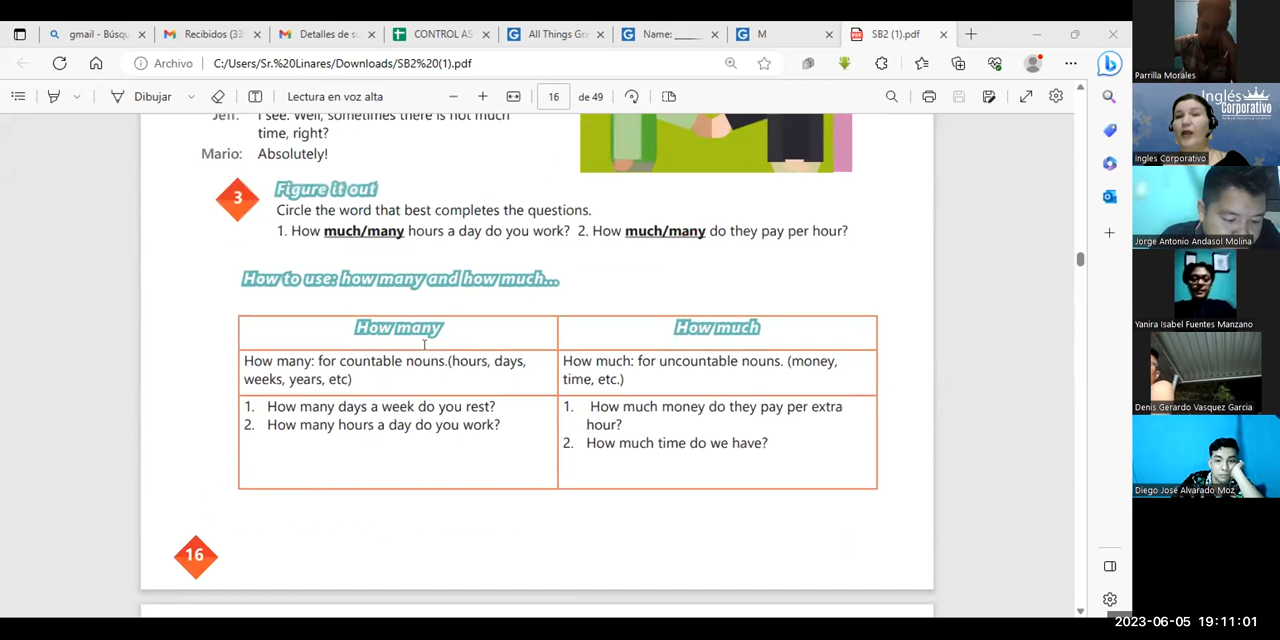 gmail - Búsqu
Recibidos (33
Detalles de su
CONTROL AS
All Things Gra
Name: _____
M
SB2 (1).pdf
Archivo
C:/Users/Sr.%20Linares/Downloads/SB2%20(1).pdf
Dibujar
Lectura en voz alta
16
de 49
Jeff: I see. Well, sometimes there is not much
time, right?
Mario: Absolutely!
3
Figure it out
Circle the word that best completes the questions.
1. How much/many hours a day do you work? 2. How much/many do they pay per hour?
How to use: how many and how much...
How many
How much
How many: for countable nouns.(hours, days,
weeks, years, etc)
How much: for uncountable nouns. (money,
time, etc.)
1. How many days a week do you rest?
2. How many hours a day do you work?
1. How much money do they pay per extra
hour?
2. How much time do we have?
16
Parrilla Morales
Inglés
Corporativo
Ingles Corporativo
Jorge Antonio Andasol Molina
Yanira Isabel Fuentes Manzano
Denis Gerardo Vasquez Garcia
Diego José Alvarado Moz
2023-06-05 19:11:01